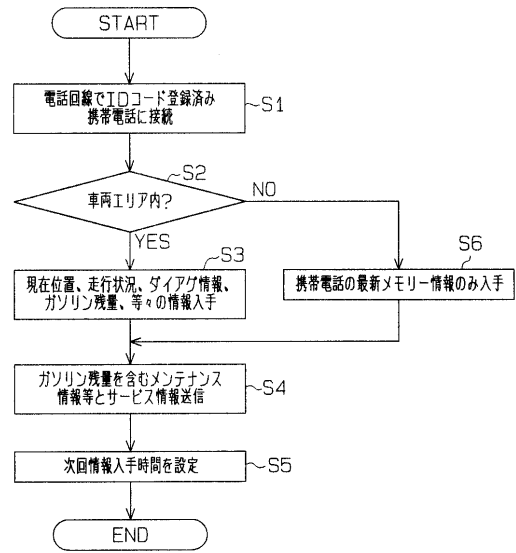 START
電話回線でIDコード登録済み
携帯電話に接続
S1
車両エリア内?
S2
NO
YES
現在位置、走行状況、ダイアグ情報、
ガソリン残量、等々の情報入手
S3
携帯電話の最新メモリー情報のみ入手
S6
ガソリン残量を含むメンテナンス
情報等とサービス情報送信
S4
次回情報入手時間を設定
S5
END